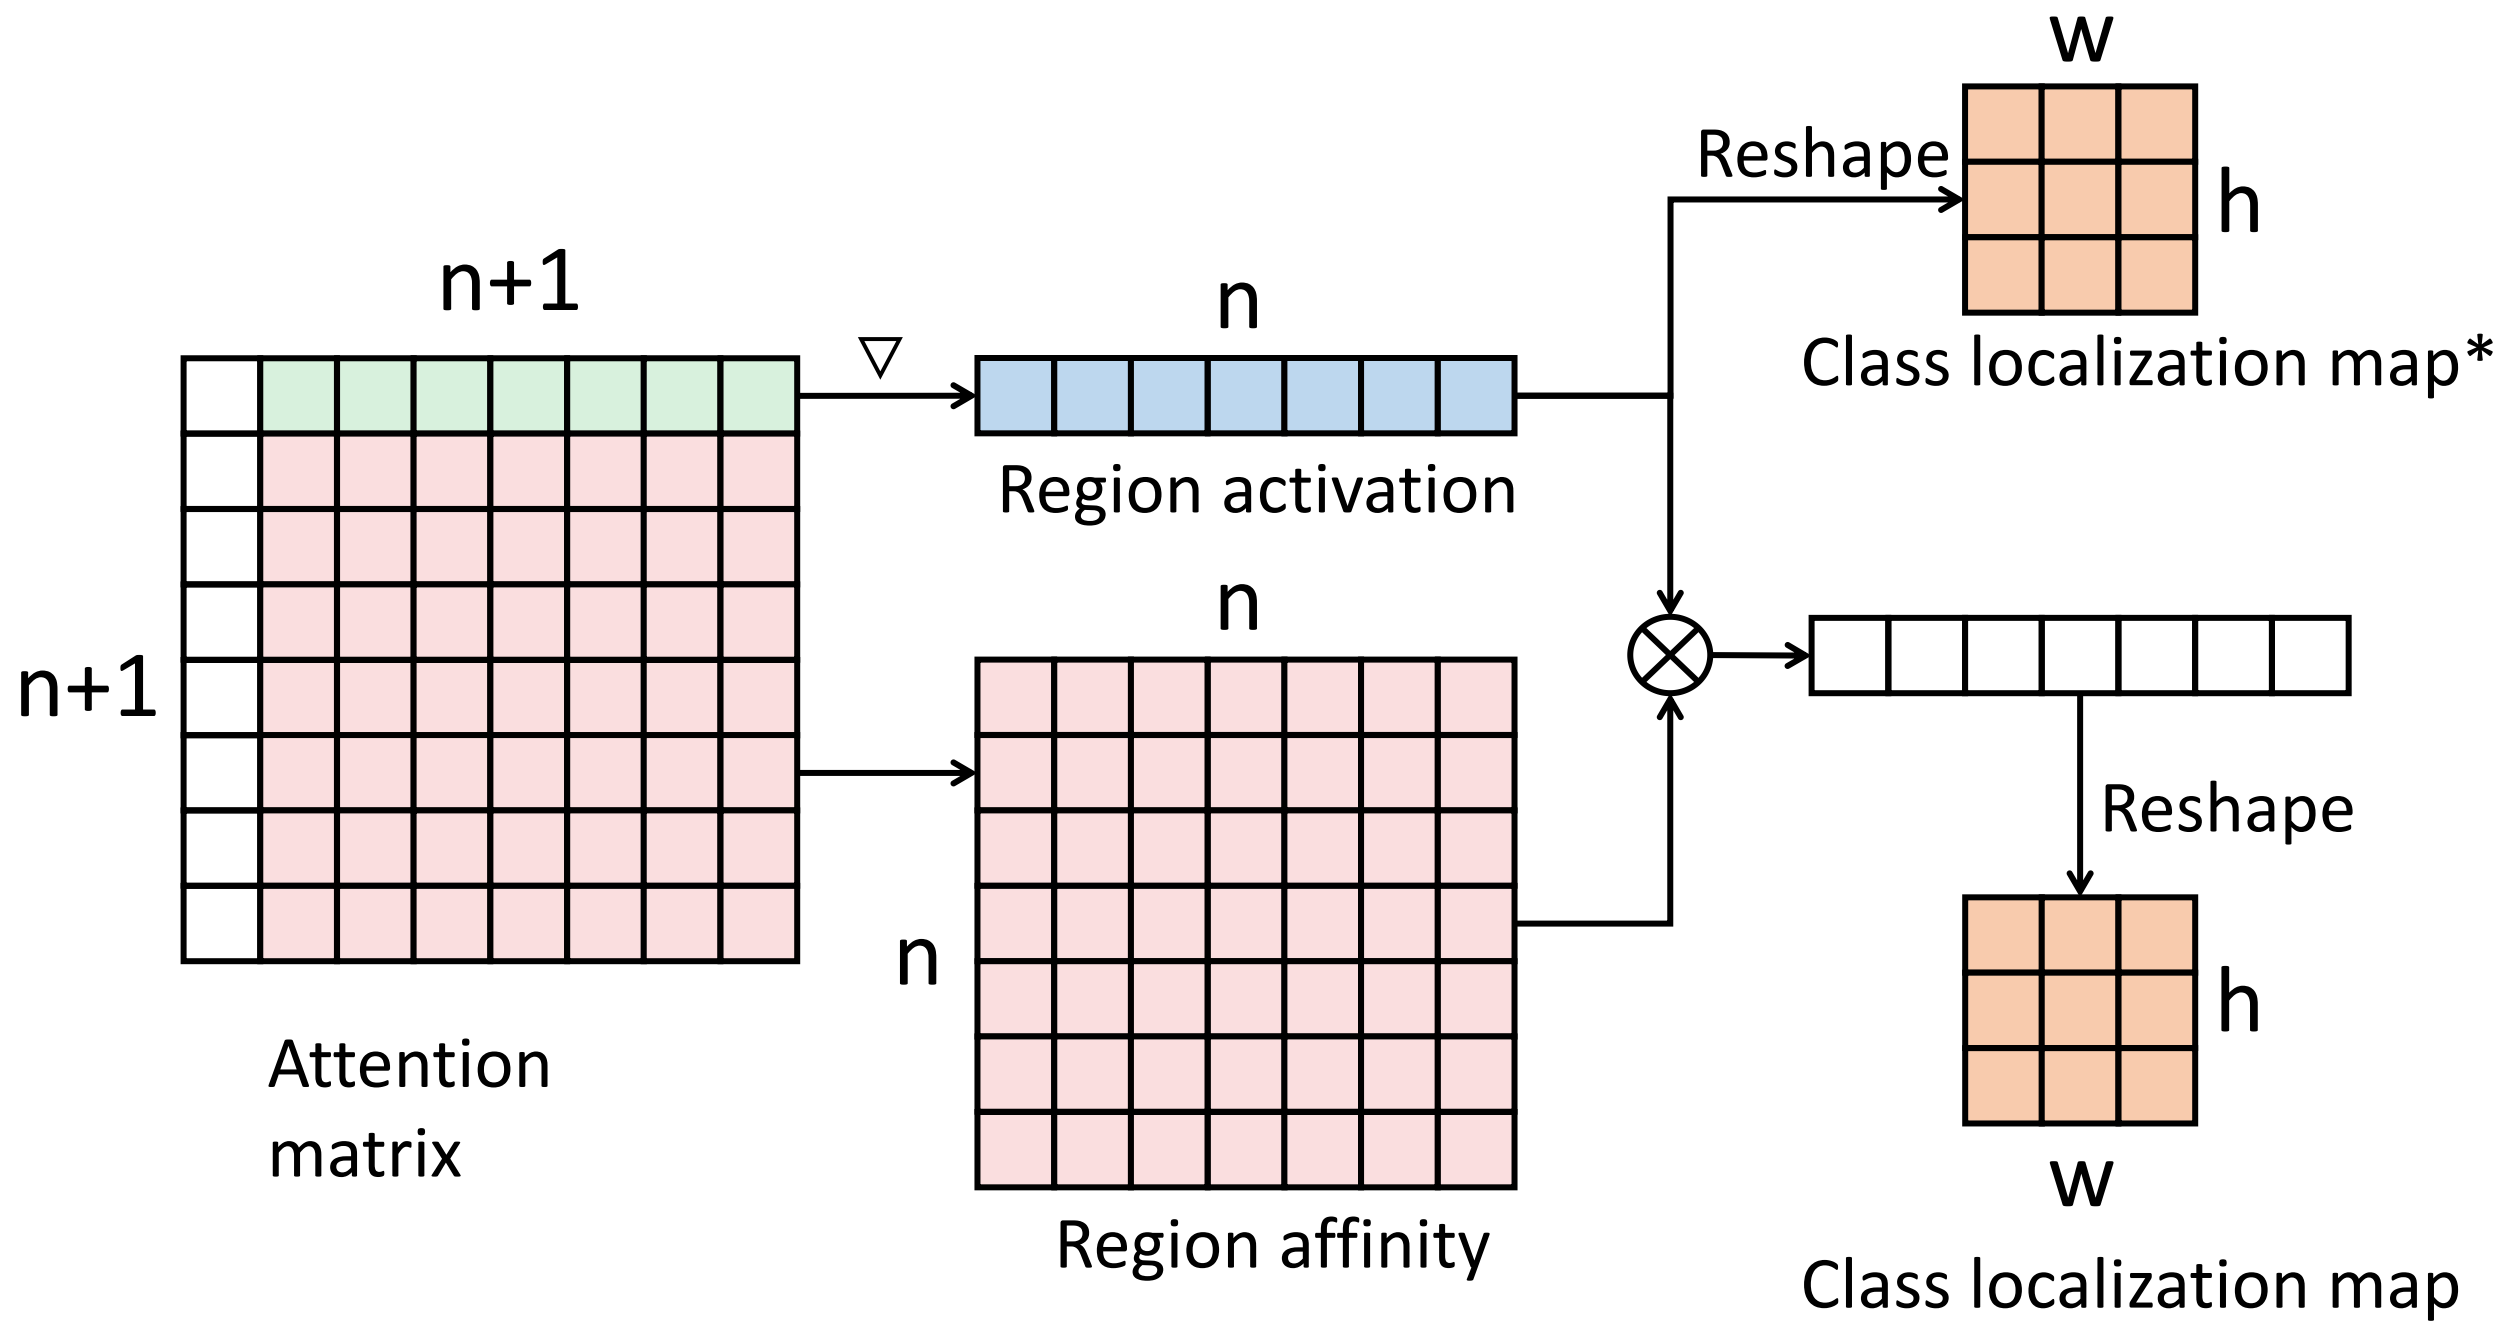 w
Reshape
h
n+1
n
▽
Class localization map*
Region activation
n
n+1
Reshape
n
h
Attention
matrix
w
Region affinity
Class localization map